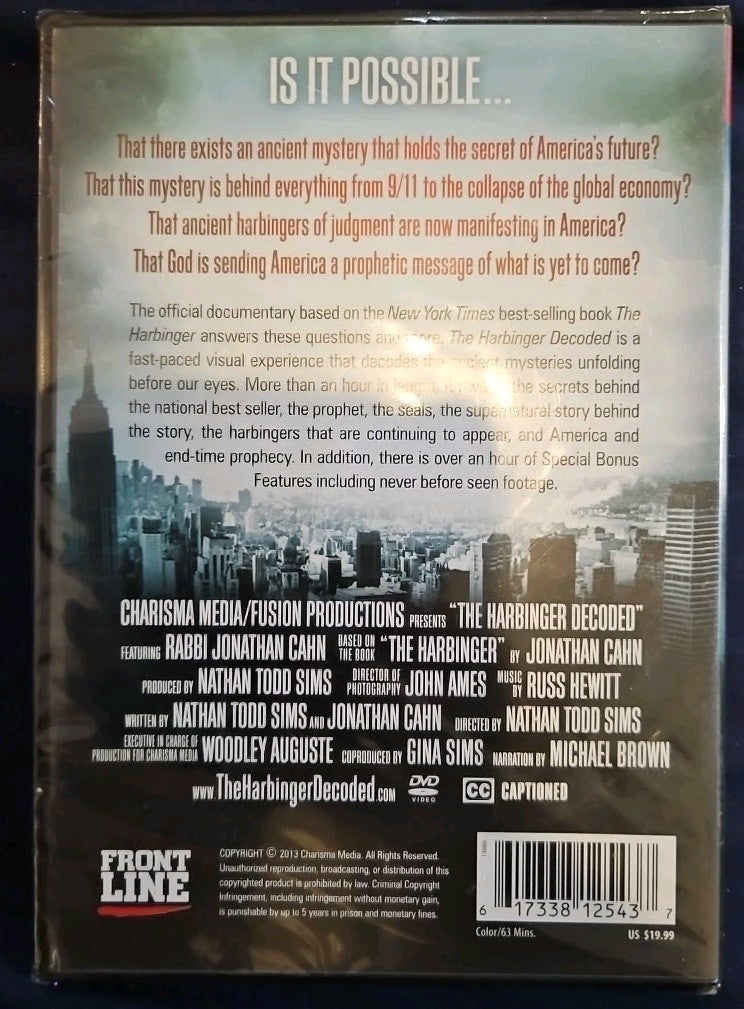 IS IT POSSIBLE...
That there exists an ancient mystery that holds the secret of America's future?
That this mystery is behind everything from 9/11 to the collapse of the global economy?
That ancient harbingers of judgment are now manifesting in America?
That God is sending America a prophetic message of what is yet to come?
The official documentary based on the New York Times best-selling book The
Harbinger answers these questions and more. The Harbinger Decoded is a
fast-paced visual experience that decodes the ancient mysteries unfolding
before our eyes. More than an hour in length, it reveals the secrets behind
the national best seller, the prophet, the seals, the supernatural story behind
the story, the harbingers that are continuing to appear, and America and
end-time prophecy. In addition, there is over an hour of Special Bonus
Features including never before seen footage.
CHARISMA MEDIA/FUSION PRODUCTIONS PRESENTS "THE HARBINGER DECODED"
FEATURING RABBI JONATHAN CAHN BASED ON THE BOOK "THE HARBINGER" BY JONATHAN CAHN
PRODUCED BY NATHAN TODD SIMS DIRECTOR OF PHOTOGRAPHY JOHN AMES MUSIC BY RUSS HEWITT
WRITTEN BY NATHAN TODD SIMS AND JONATHAN CAHN DIRECTED BY NATHAN TODD SIMS
EXECUTIVE IN CHARGE OF PRODUCTION FOR CHARISMA MEDIA WOODLEY AUGUSTE COPRODUCED BY GINA SIMS NARRATION BY MICHAEL BROWN
www.TheHarbingerDecoded.com DVD VIDEO CC CAPTIONED
FRONT
LINE
COPYRIGHT © 2013 Charisma Media. All Rights Reserved.
Unauthorized reproduction, broadcasting, or distribution of this
copyrighted product is prohibited by law. Criminal Copyright
Infringement, including infringement without monetary gain,
is punishable by up to 5 years in prison and monetary fines.
6 17338 12543 7
Color/63 Mins. US $19.99